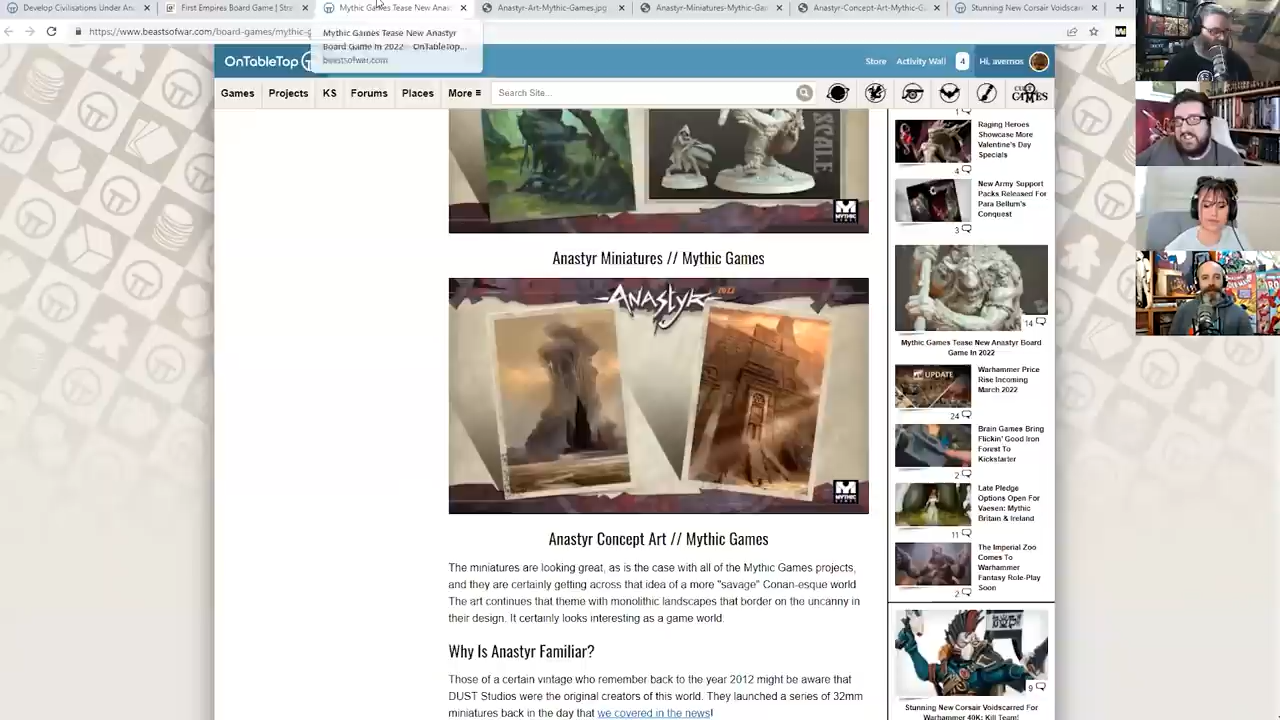 Develop Civilisations Under An
First Empires Board Game | Stra
Mythic Games Tease New Anast
Anastyr-Art-Mythic-Games.jpg
Anastyr-Miniatures-Mythic-Gam
Anastyr-Concept-Art-Mythic-G
Stunning New Corsair Voidscarr
https://www.beastsofwar.com/board-games/mythic-g
Mythic Games Tease New Anastyr
Board Game In 2022 - OnTableTop...
beastsofwar.com
OnTableTop
Store
Activity Wall
4
Hi, avernos
Games
Projects
KS
Forums
Places
More
Search Site...
CULT OF GAMES
MYTHIC
Anastyr Miniatures // Mythic Games
ANASTYR 2022
MYTHIC
Anastyr Concept Art // Mythic Games
The miniatures are looking great, as is the case with all of the Mythic Games projects,
and they are certainly getting across that idea of a more "savage" Conan-esque world
The art continues that theme with monolithic landscapes that border on the uncanny in
their design. It certainly looks interesting as a game world.
Why Is Anastyr Familiar?
Those of a certain vintage who remember back to the year 2012 might be aware that
DUST Studios were the original creators of this world. They launched a series of 32mm
miniatures back in the day that we covered in the news!
1
Raging Heroes
Showcase More
Valentine's Day
Specials
4
New Army Support
Packs Released For
Para Bellum's
Conquest
3
14
Mythic Games Tease New Anastyr Board
Game In 2022
UPDATE
Warhammer Price
Rise Incoming
March 2022
24
Brain Games Bring
Flickin' Good Iron
Forest To
Kickstarter
2
Late Pledge
Options Open For
Vaesen: Mythic
Britain & Ireland
11
The Imperial Zoo
Comes To
Warhammer
Fantasy Role-Play
Soon
2
9
Stunning New Corsair Voidscarred For
Warhammer 40K: Kill Team!